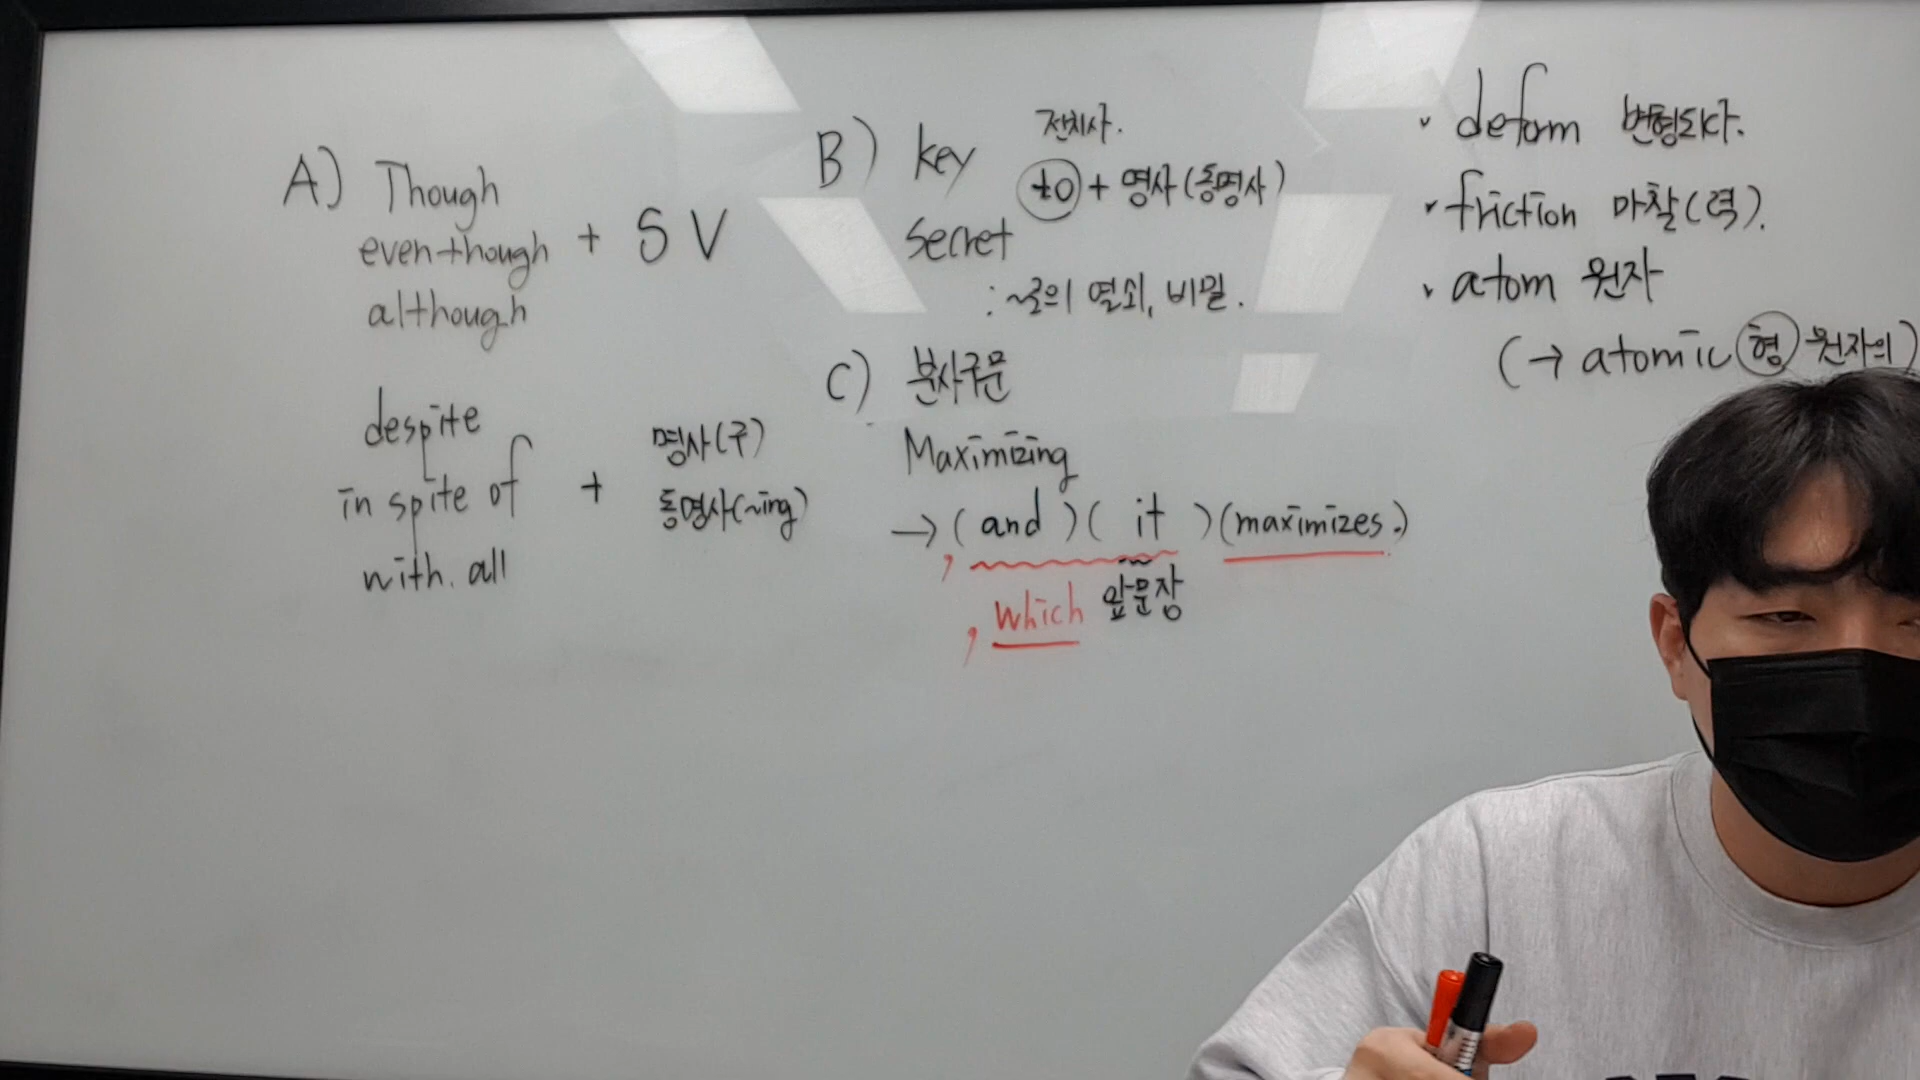 A) Though
even though + S V
although
despite
in spite of + 명사(구)
동명사(~ing)
with. all
B) key
전치사.
to + 명사(동명사)
Secret
: ~로의 열쇠, 비밀.
C) 분사구문
Maximizing
→ ( and ) ( it ) (maximizes.)
, which 앞문장
· deform 변형되다.
· friction 마찰(력).
· atom 원자
(→ atomic 형 원자의)